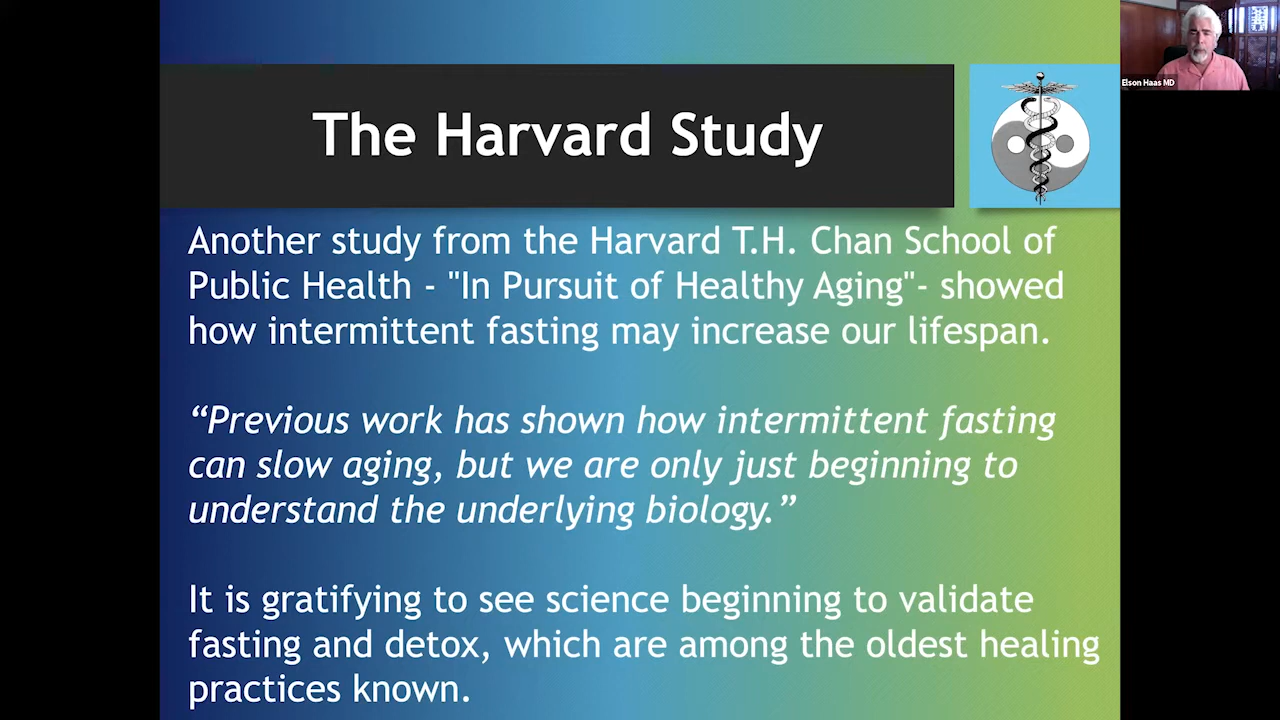 The Harvard Study
Elson Haas MD
Another study from the Harvard T.H. Chan School of
Public Health - "In Pursuit of Healthy Aging"- showed
how intermittent fasting may increase our lifespan.
“Previous work has shown how intermittent fasting
can slow aging, but we are only just beginning to
understand the underlying biology.”
It is gratifying to see science beginning to validate
fasting and detox, which are among the oldest healing
practices known.